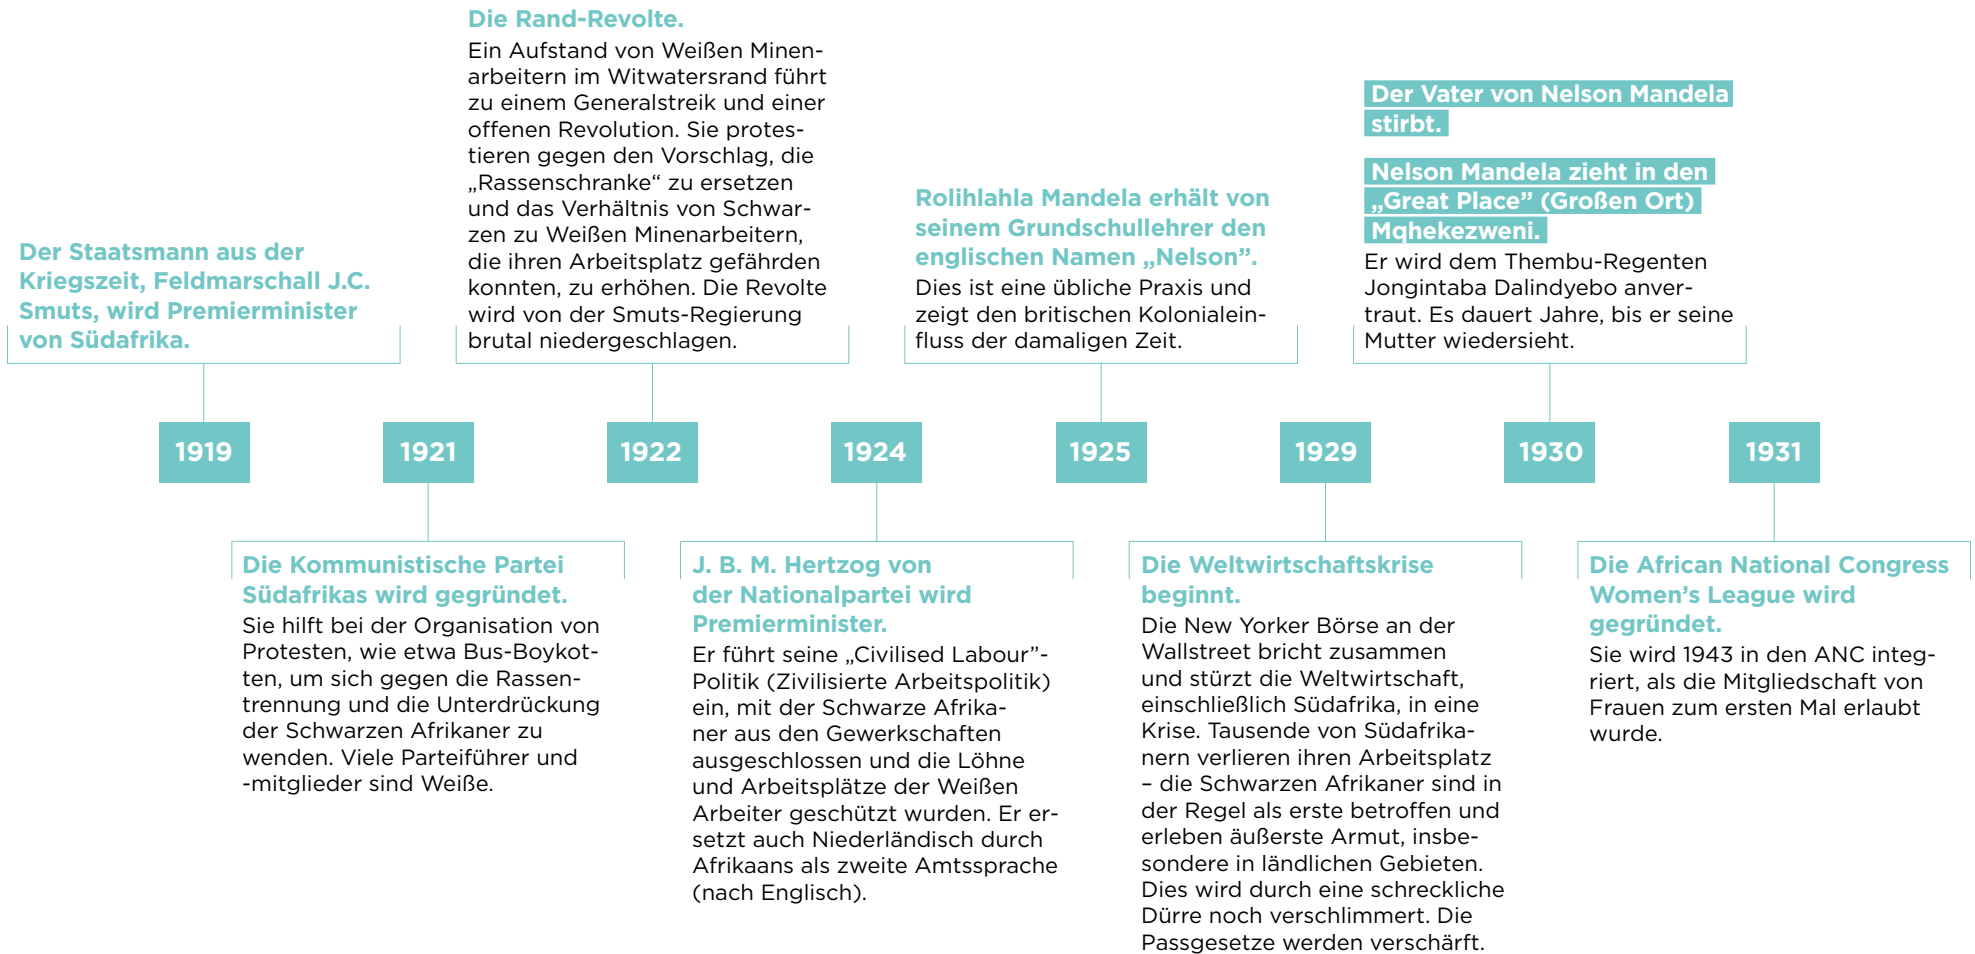 Der Staatsmann aus der
Kriegszeit, Feldmarschall J.C.
Smuts, wird Premierminister
von Südafrika.
1919
1921
Die Kommunistische Partei
Südafrikas wird gegründet.
Sie hilft bei der Organisation von
Protesten, wie etwa Bus-Boykot-
ten, um sich gegen die Rassen-
trennung und die Unterdrückung
der Schwarzen Afrikaner zu
wenden. Viele Parteiführer und
-mitglieder sind Weiße.
Die Rand-Revolte.
Ein Aufstand von Weißen Minen-
arbeitern im Witwatersrand führt
zu einem Generalstreik und einer
offenen Revolution. Sie protes-
tieren gegen den Vorschlag, die
„Rassenschranke“ zu ersetzen
und das Verhältnis von Schwar-
zen zu Weißen Minenarbeitern,
die ihren Arbeitsplatz gefährden
konnten, zu erhöhen. Die Revolte
wird von der Smuts-Regierung
brutal niedergeschlagen.
1922
1924
J. B. M. Hertzog von
der Nationalpartei wird
Premierminister.
Er führt seine „Civilised Labour”-
Politik (Zivilisierte Arbeitspolitik)
ein, mit der Schwarze Afrika-
ner aus den Gewerkschaften
ausgeschlossen und die Löhne
und Arbeitsplätze der Weißen
Arbeiter geschützt wurden. Er er-
setzt auch Niederländisch durch
Afrikaans als zweite Amtssprache
(nach Englisch).
Rolihlahla Mandela erhält von
seinem Grundschullehrer den
englischen Namen „Nelson”.
Dies ist eine übliche Praxis und
zeigt den britischen Kolonialein-
fluss der damaligen Zeit.
1925
1929
Die Weltwirtschaftskrise
beginnt.
Die New Yorker Börse an der
Wallstreet bricht zusammen
und stürzt die Weltwirtschaft,
einschließlich Südafrika, in eine
Krise. Tausende von Südafrika-
nern verlieren ihren Arbeitsplatz
– die Schwarzen Afrikaner sind in
der Regel als erste betroffen und
erleben äußerste Armut, insbe-
sondere in ländlichen Gebieten.
Dies wird durch eine schreckliche
Dürre noch verschlimmert. Die
Passgesetze werden verschärft.
Der Vater von Nelson Mandela
stirbt.
Nelson Mandela zieht in den
„Great Place” (Großen Ort)
Mqhekezweni.
Er wird dem Thembu-Regenten
Jongintaba Dalindyebo anver-
traut. Es dauert Jahre, bis er seine
Mutter wiedersieht.
1930
1931
Die African National Congress
Women’s League wird
gegründet.
Sie wird 1943 in den ANC integ-
riert, als die Mitgliedschaft von
Frauen zum ersten Mal erlaubt
wurde.